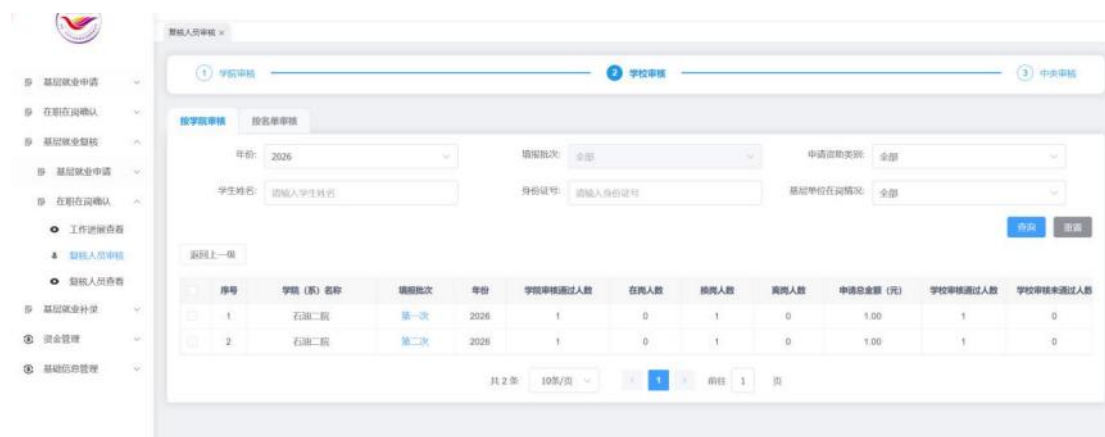 复核人员审核 ×
1 学院审核
2 学校审核
3 中央审核
基层就业申请
在职在岗确认
基层就业复核
基层就业申请
在职在岗确认
工作进展查看
复核人员审核
复核人员查看
基层就业补录
资金管理
基础信息管理
按学院审核 按名单审核
年份: 2026 填报批次: 全部 申请资助类别: 全部
学生姓名: 请输入学生姓名 身份证号: 请输入身份证号 基层单位在岗情况: 全部
查询 重置
返回上一级
序号 学院（系）名称 填报批次 年份 学院审核通过人数 在岗人数 换岗人数 离岗人数 申请总金额（元） 学校审核通过人数 学校审核未通过人数
1 石油二院 第一次 2026 1 0 1 0 1.00 1 0
2 石油二院 第二次 2026 1 0 1 0 1.00 1 0
共 2 条 10条/页 1 前往 1 页